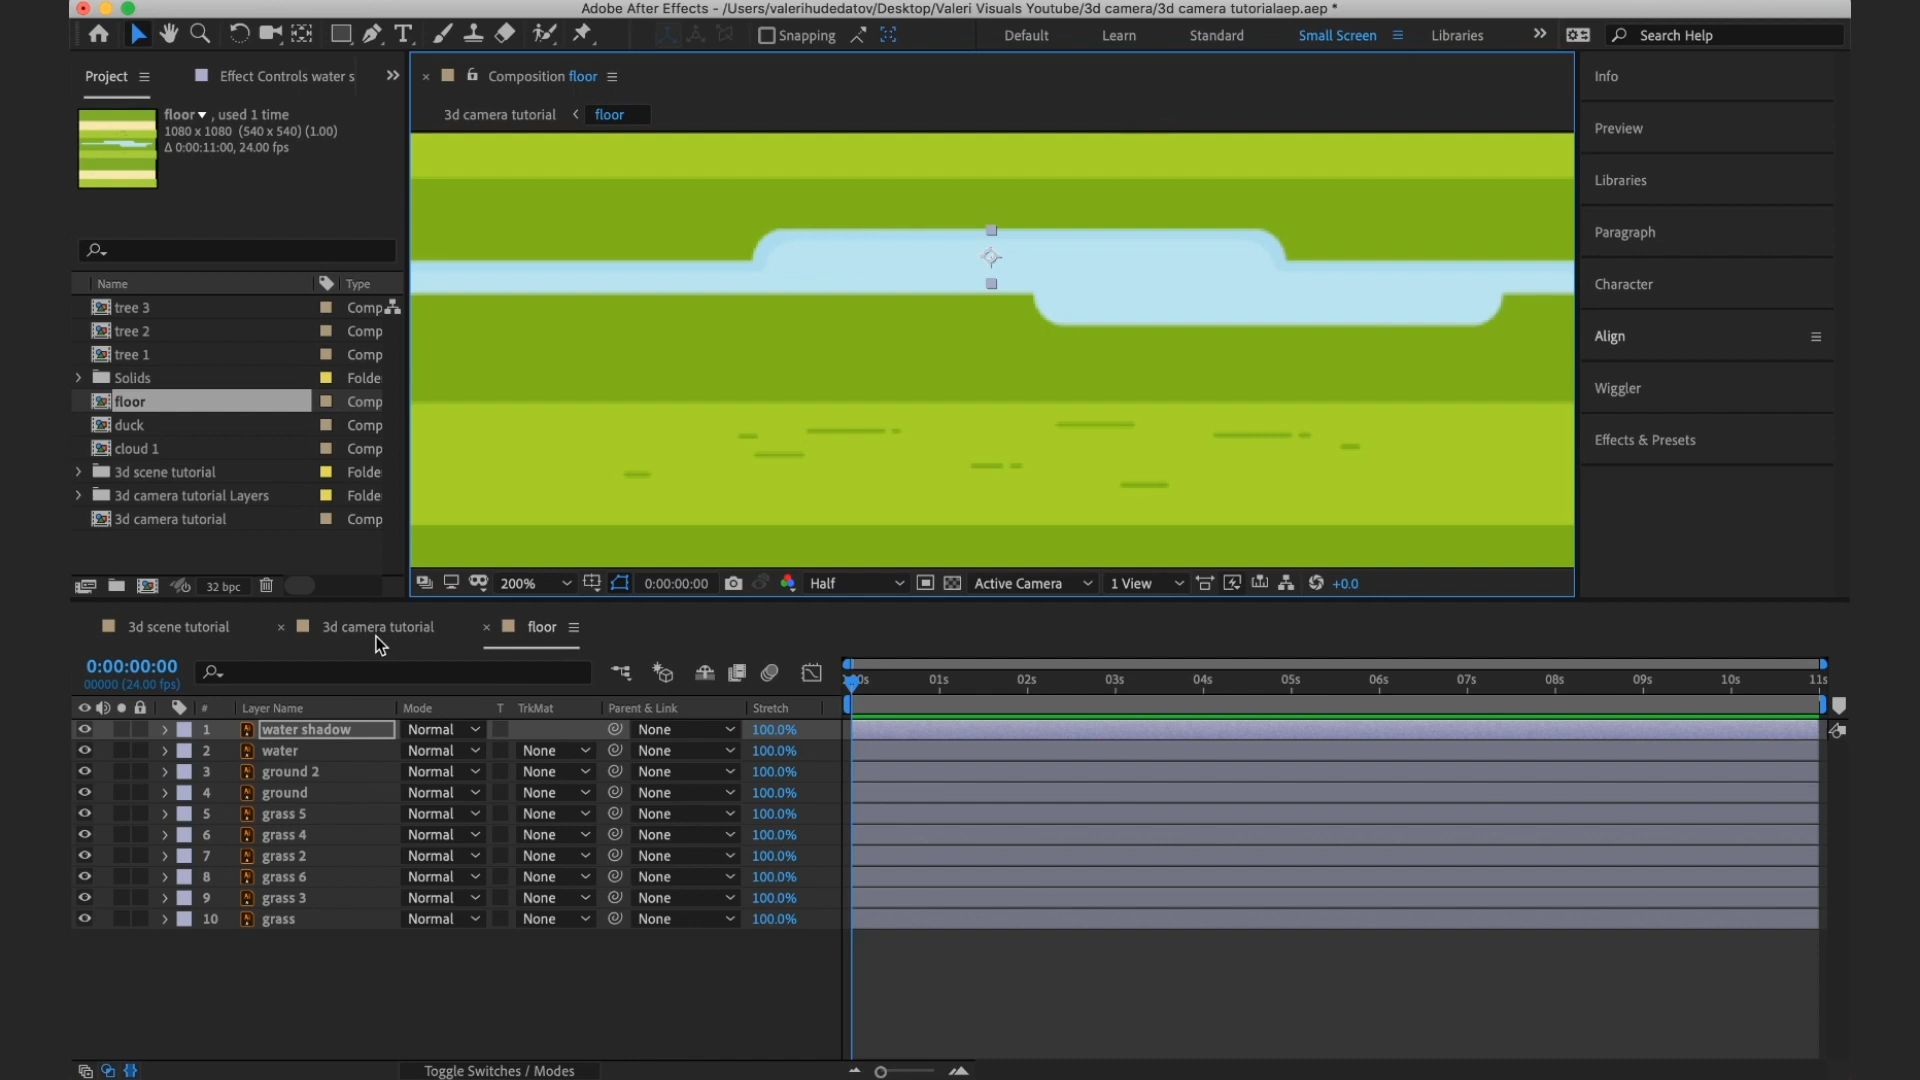 Adobe After Effects - /Users/valerihudedatov/Desktop/Valeri Visuals Youtube/3d camera/3d camera tutorialaep.aep *
Snapping
Default Learn Standard Small Screen Libraries
Search Help
Project Effect Controls water s
floor, used 1 time
1080 x 1080 (540 x 540) (1.00)
Δ 0:00:11:00, 24.00 fps
Name Type
tree 3 Comp
tree 2 Comp
tree 1 Comp
Solids Folde
floor Comp
duck Comp
cloud 1 Comp
3d scene tutorial Folde
3d camera tutorial Layers Folde
3d camera tutorial Comp
32 bpc
Composition floor
3d camera tutorial floor
200% 0:00:00:00 Half Active Camera 1 View +0.0
Info
Preview
Libraries
Paragraph
Character
Align
Wiggler
Effects & Presets
3d scene tutorial 3d camera tutorial floor
0:00:00:00
00000 (24.00 fps)
# Layer Name Mode T TrkMat Parent & Link Stretch
01s 02s 03s 04s 05s 06s 07s 08s 09s 10s 11s
1 water shadow Normal None 100.0%
2 water Normal None None 100.0%
3 ground 2 Normal None None 100.0%
4 ground Normal None None 100.0%
5 grass 5 Normal None None 100.0%
6 grass 4 Normal None None 100.0%
7 grass 2 Normal None None 100.0%
8 grass 6 Normal None None 100.0%
9 grass 3 Normal None None 100.0%
10 grass Normal None None 100.0%
Toggle Switches / Modes